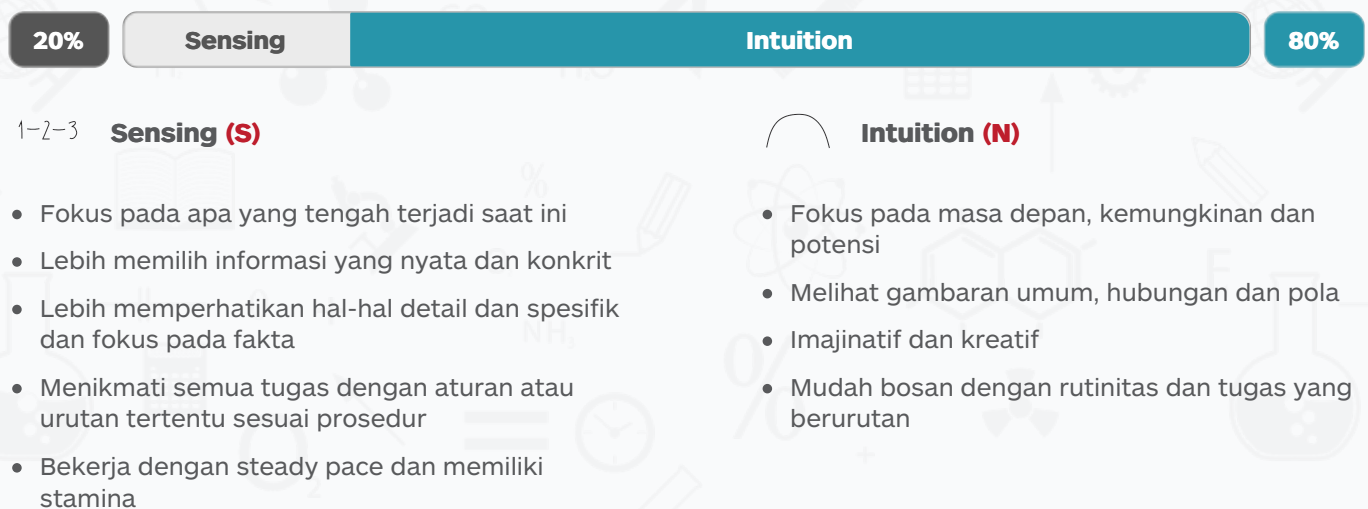 20%
Sensing
Intuition
80%
1-2-3 Sensing (S)
• Fokus pada apa yang tengah terjadi saat ini
• Lebih memilih informasi yang nyata dan konkrit
• Lebih memperhatikan hal-hal detail dan spesifik
dan fokus pada fakta
• Menikmati semua tugas dengan aturan atau
urutan tertentu sesuai prosedur
• Bekerja dengan steady pace dan memiliki
stamina
Intuition (N)
• Fokus pada masa depan, kemungkinan dan
potensi
• Melihat gambaran umum, hubungan dan pola
• Imajinatif dan kreatif
• Mudah bosan dengan rutinitas dan tugas yang
berurutan